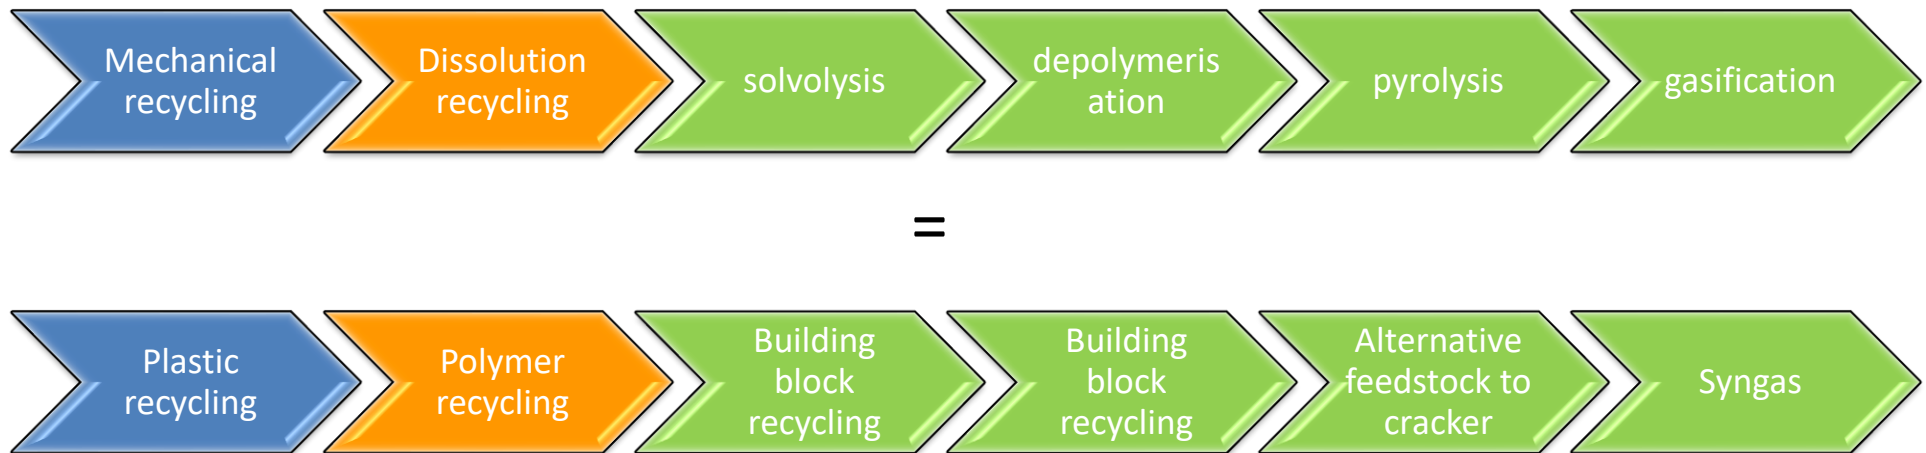 Mechanical
recycling
Dissolution
recycling
solvolysis
depolymeris
ation
pyrolysis
gasification
=
Plastic
recycling
Polymer
recycling
Building
block
recycling
Building
block
recycling
Alternative
feedstock to
cracker
Syngas